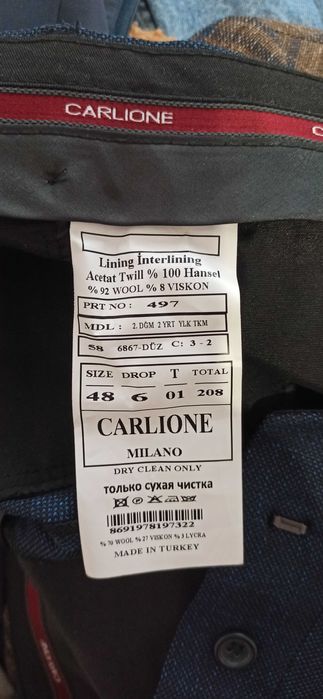 CARLIONE
Lining Interlining
Acetat Twill % 100 Hansel
% 92 WOOL % 8 VISKON
PRT NO : 497
MDL : 2. DĞM 2 YRT YLK TKM
58 6867-DÜZ C: 3 - 2
SIZE DROP T TOTAL
48 6 01 208
CARLIONE
MILANO
DRY CLEAN ONLY
только сухая чистка
8691978197322
% 70 WOOL % 27 VISKON % 3 LYCRA
MADE IN TURKEY